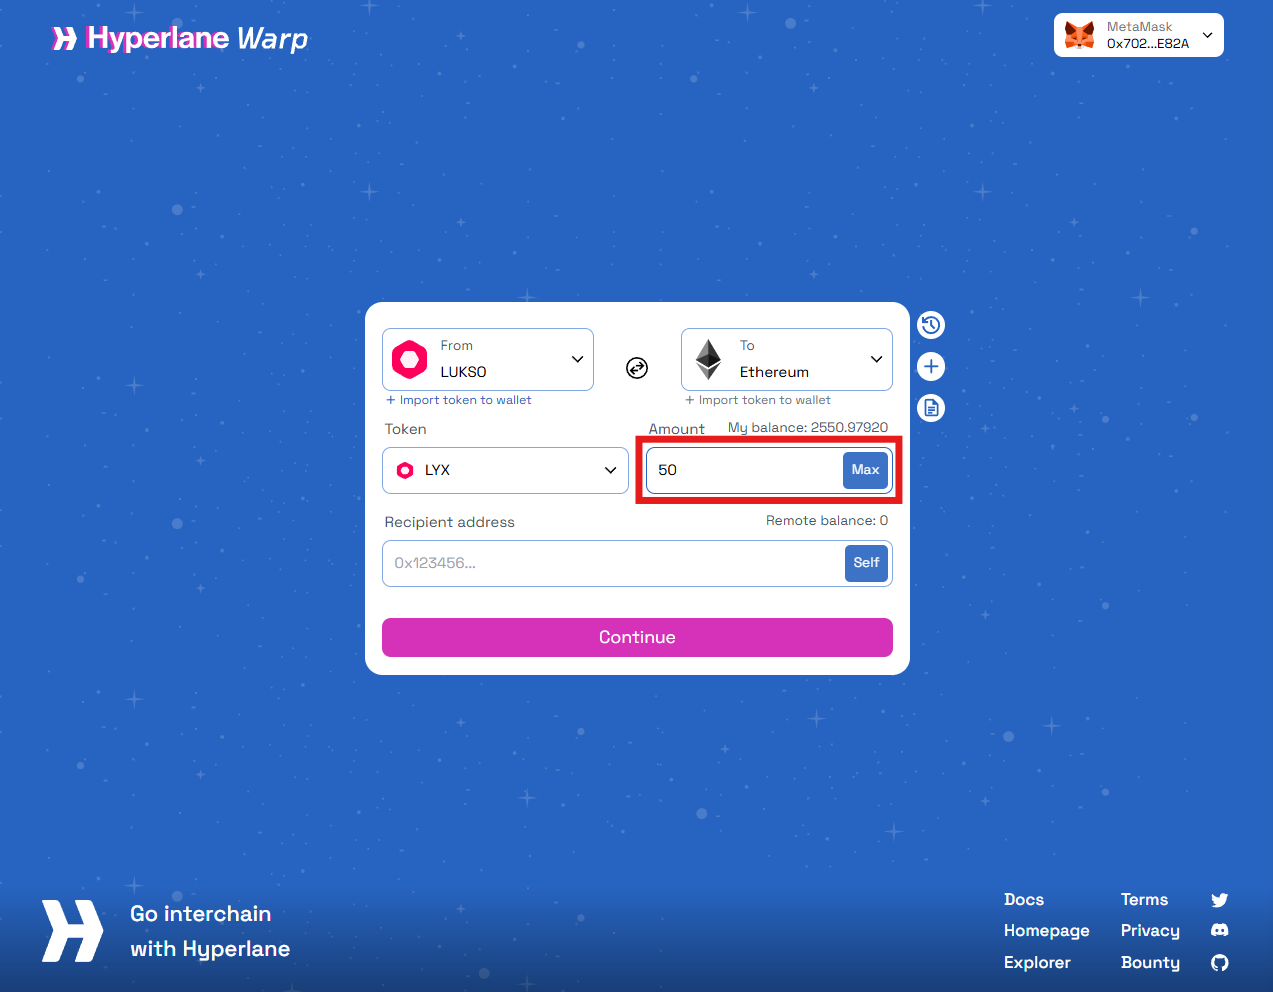 Hyperlane Warp
MetaMask
0x702...E82A
From
LUKSO
To
Ethereum
+ Import token to wallet
+ Import token to wallet
Token
Amount
My balance: 2550.97920
LYX
50
Max
Recipient address
Remote balance: 0
0x123456...
Self
Continue
Go interchain
with Hyperlane
Docs
Terms
Homepage
Privacy
Explorer
Bounty